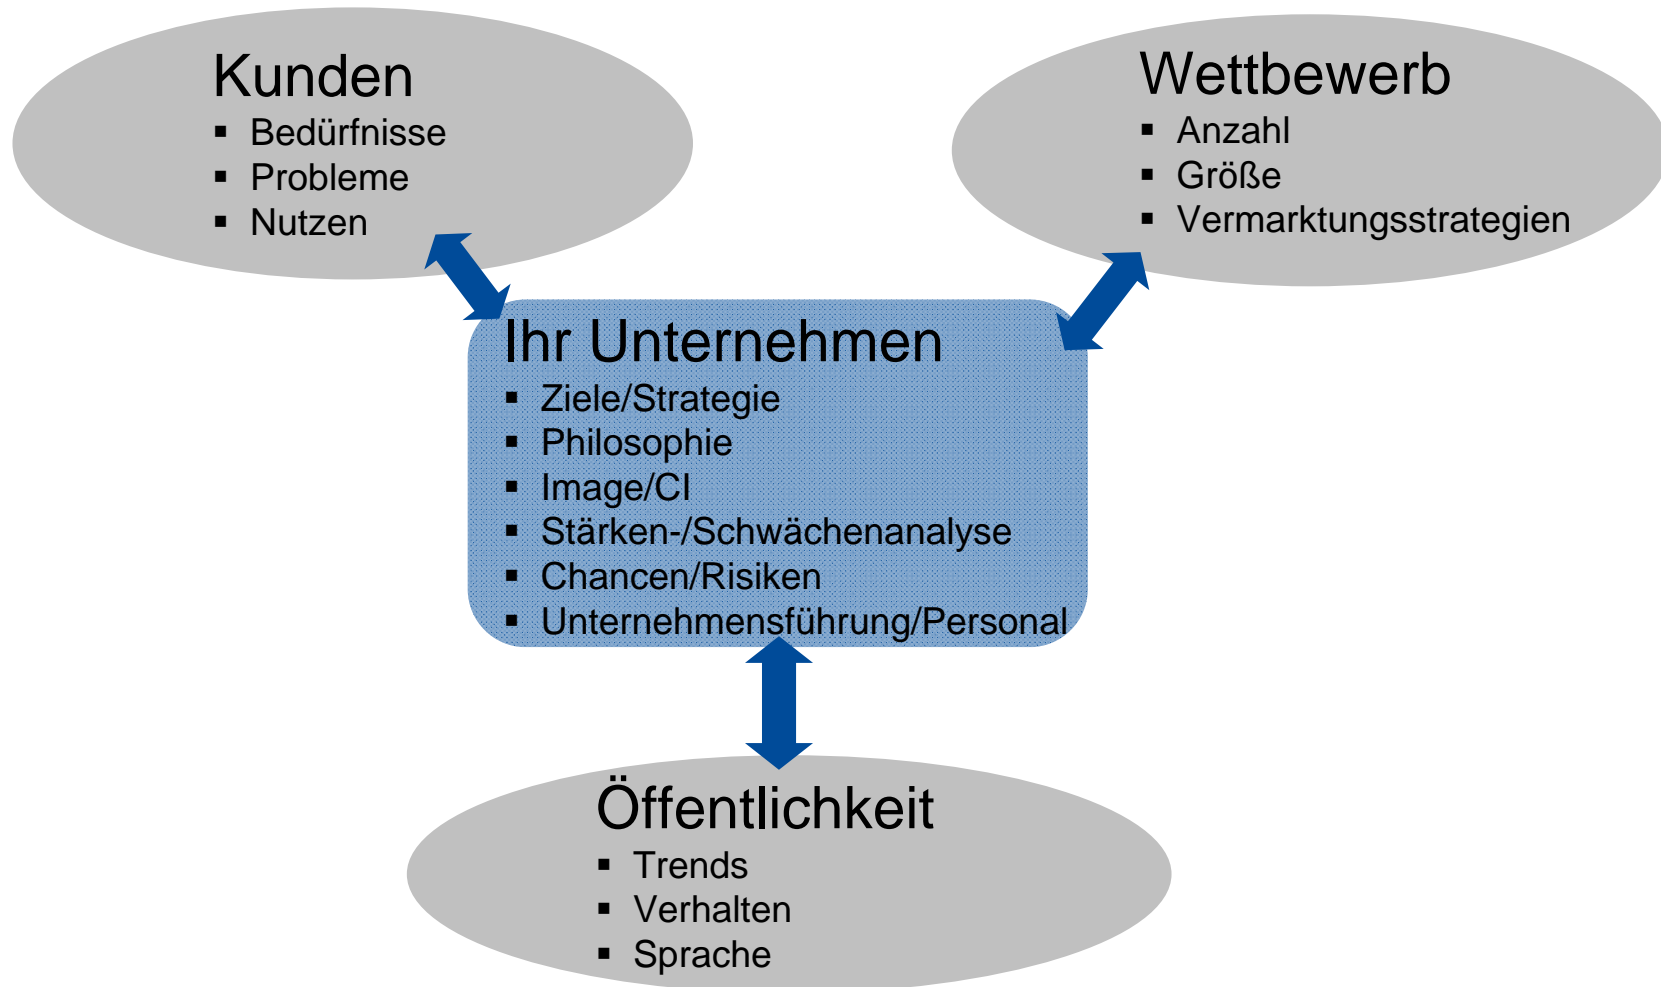 Kunden
▪ Bedürfnisse
▪ Probleme
▪ Nutzen
Wettbewerb
▪ Anzahl
▪ Größe
▪ Vermarktungsstrategien
Ihr Unternehmen
▪ Ziele/Strategie
▪ Philosophie
▪ Image/CI
▪ Stärken-/Schwächenanalyse
▪ Chancen/Risiken
▪ Unternehmensführung/Personal
Öffentlichkeit
▪ Trends
▪ Verhalten
▪ Sprache